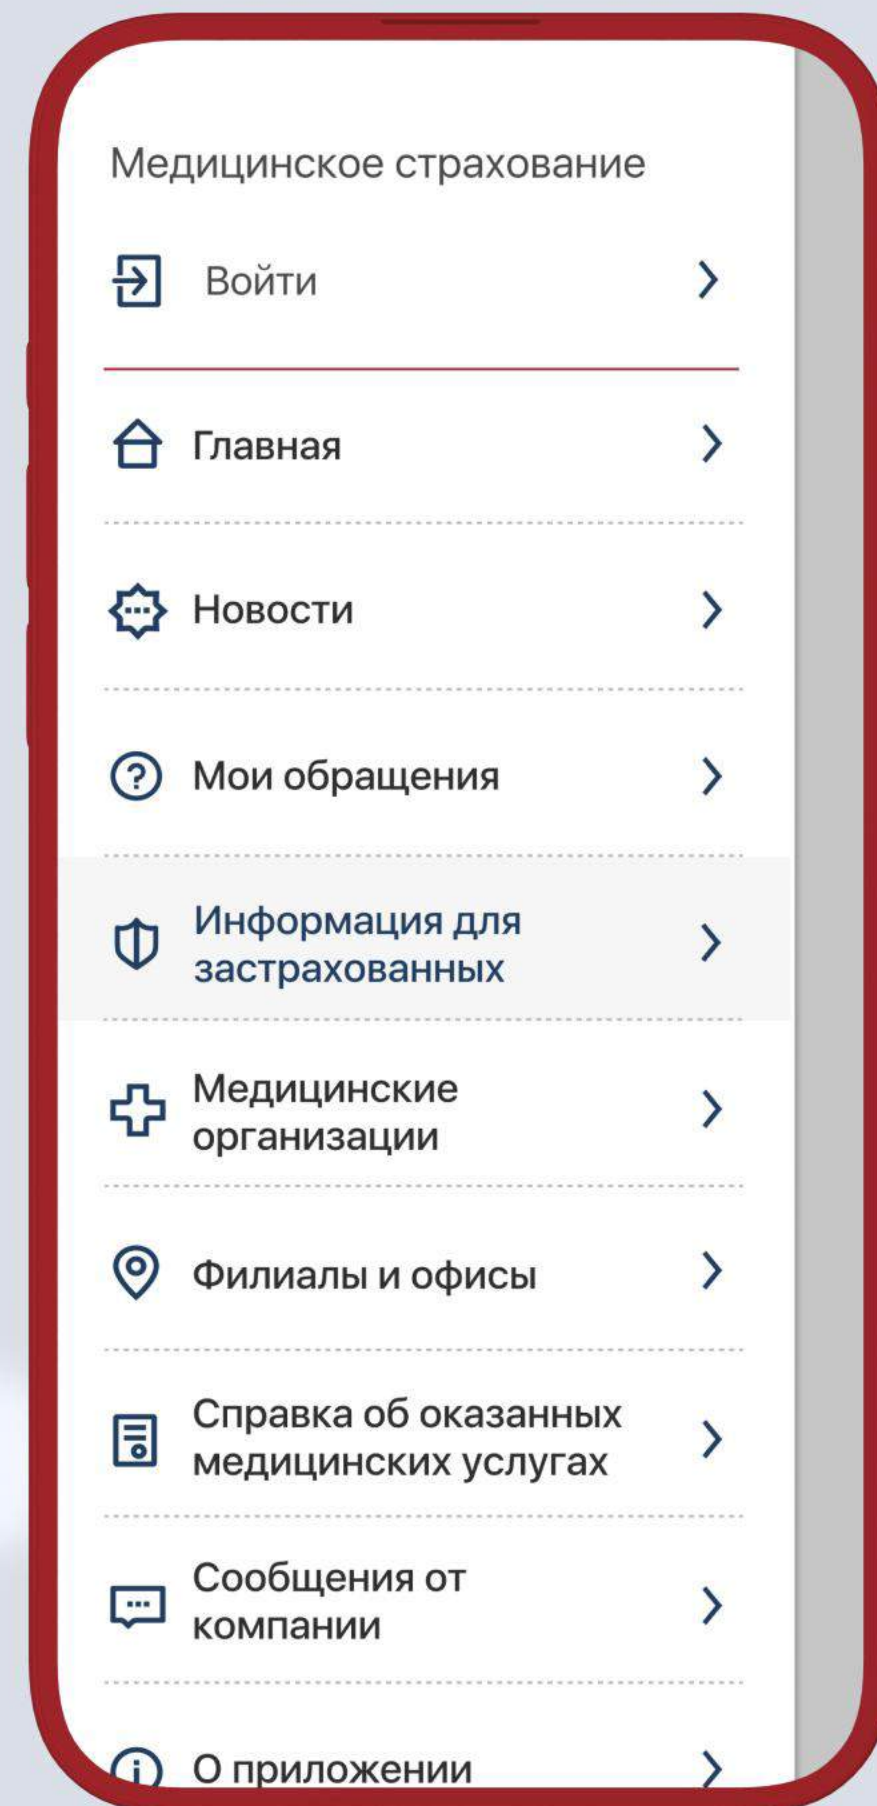 Медицинское страхование
Войти
Главная
Новости
Мои обращения
Информация для
застрахованных
Медицинские
организации
Филиалы и офисы
Справка об оказанных
медицинских услугах
Сообщения от
компании
О приложении